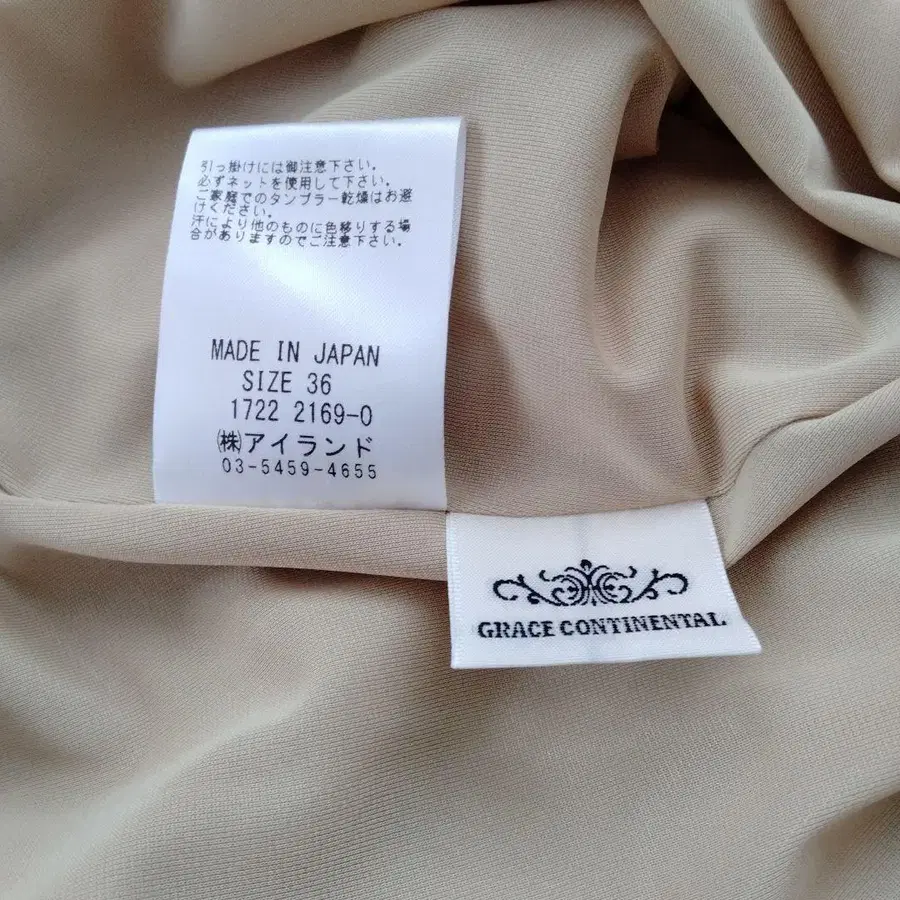 引っ掛けには御注意下さい。
必ずネットを使用して下さい。
ご家庭でのタンブラー乾燥はお避
けください。
汗により他のものに色移りする場
合がありますのでご注意下さい。
MADE IN JAPAN
SIZE 36
1722 2169-0
㈱アイランド
03-5459-4655
GRACE CONTINENTAL